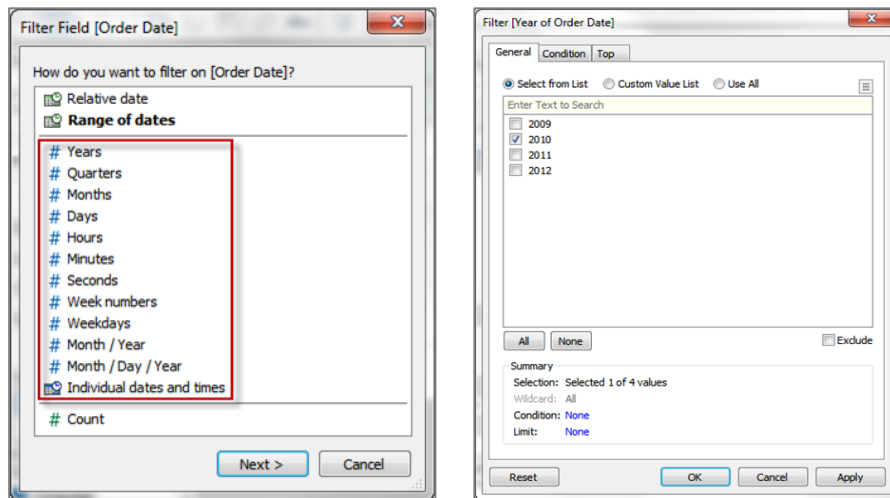 Filter Field [Order Date]
How do you want to filter on [Order Date]?
Relative date
Range of dates
# Years
# Quarters
# Months
# Days
# Hours
# Minutes
# Seconds
# Week numbers
# Weekdays
# Month / Year
# Month / Day / Year
Individual dates and times
# Count
Next >
Cancel
Filter [Year of Order Date]
General Condition Top
Select from List Custom Value List Use All
Enter Text to Search
2009
2010
2011
2012
All None Exclude
Summary
Selection: Selected 1 of 4 values
Wildcard: All
Condition: None
Limit: None
Reset OK Cancel Apply